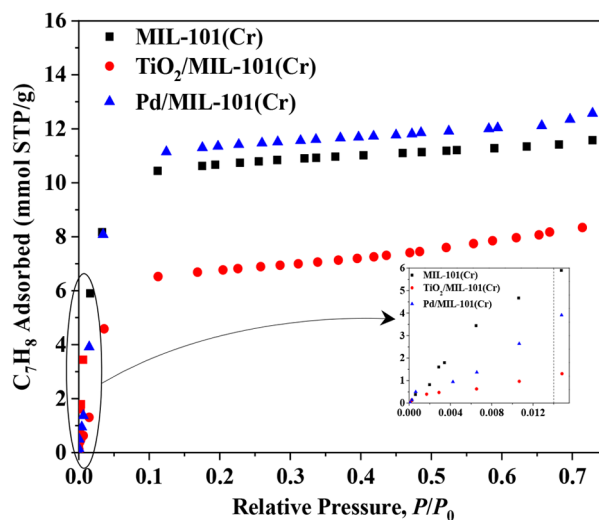 16
14
12
10
8
6
4
2
0
C7H8 Adsorbed (mmol STP/g)
MIL-101(Cr)
TiO2/MIL-101(Cr)
Pd/MIL-101(Cr)
6
5
4
3
2
1
0
MIL-101(Cr)
TiO2/MIL-101(Cr)
Pd/MIL-101(Cr)
0.000 0.004 0.008 0.012
0.0 0.1 0.2 0.3 0.4 0.5 0.6 0.7
Relative Pressure, P/P0